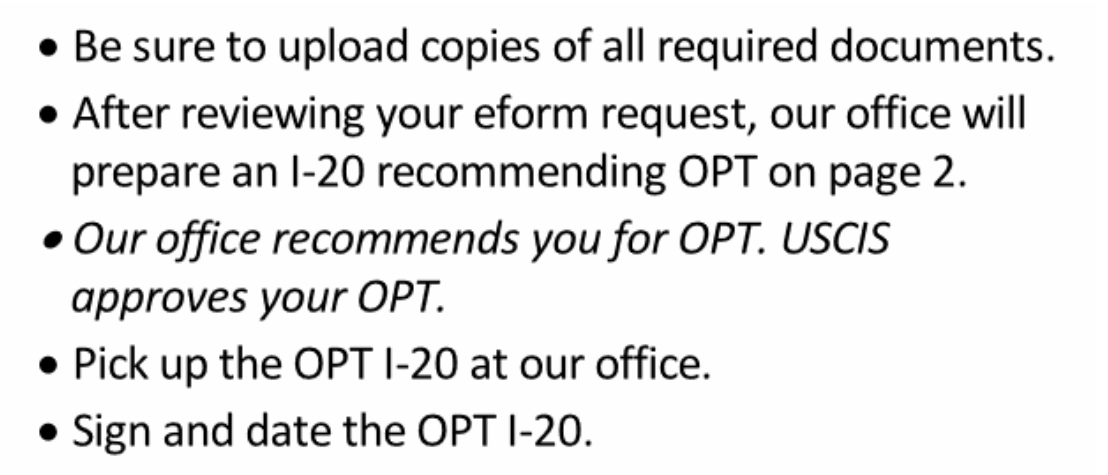 • Be sure to upload copies of all required documents.
• After reviewing your eform request, our office will
prepare an I-20 recommending OPT on page 2.
• Our office recommends you for OPT. USCIS
approves your OPT.
• Pick up the OPT I-20 at our office.
• Sign and date the OPT I-20.